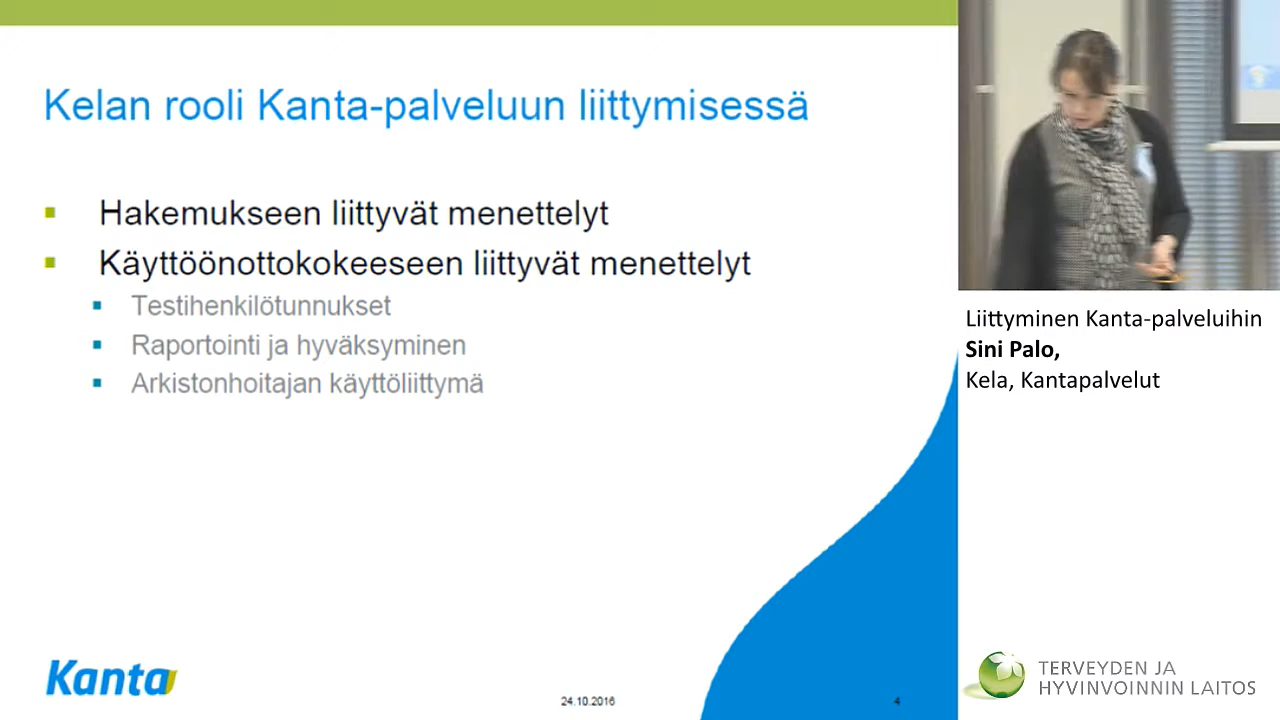 Kelan rooli Kanta-palveluun liittymisessä
Hakemukseen liittyvät menettelyt
Käyttöönottokokeeseen liittyvät menettelyt
Testihenkilötunnukset
Raportointi ja hyväksyminen
Arkistonhoitajan käyttöliittymä
Kanta
24.10.2016
4
Liittyminen Kanta-palveluihin
Sini Palo,
Kela, Kantapalvelut
TERVEYDEN JA
HYVINVOINNIN LAITOS